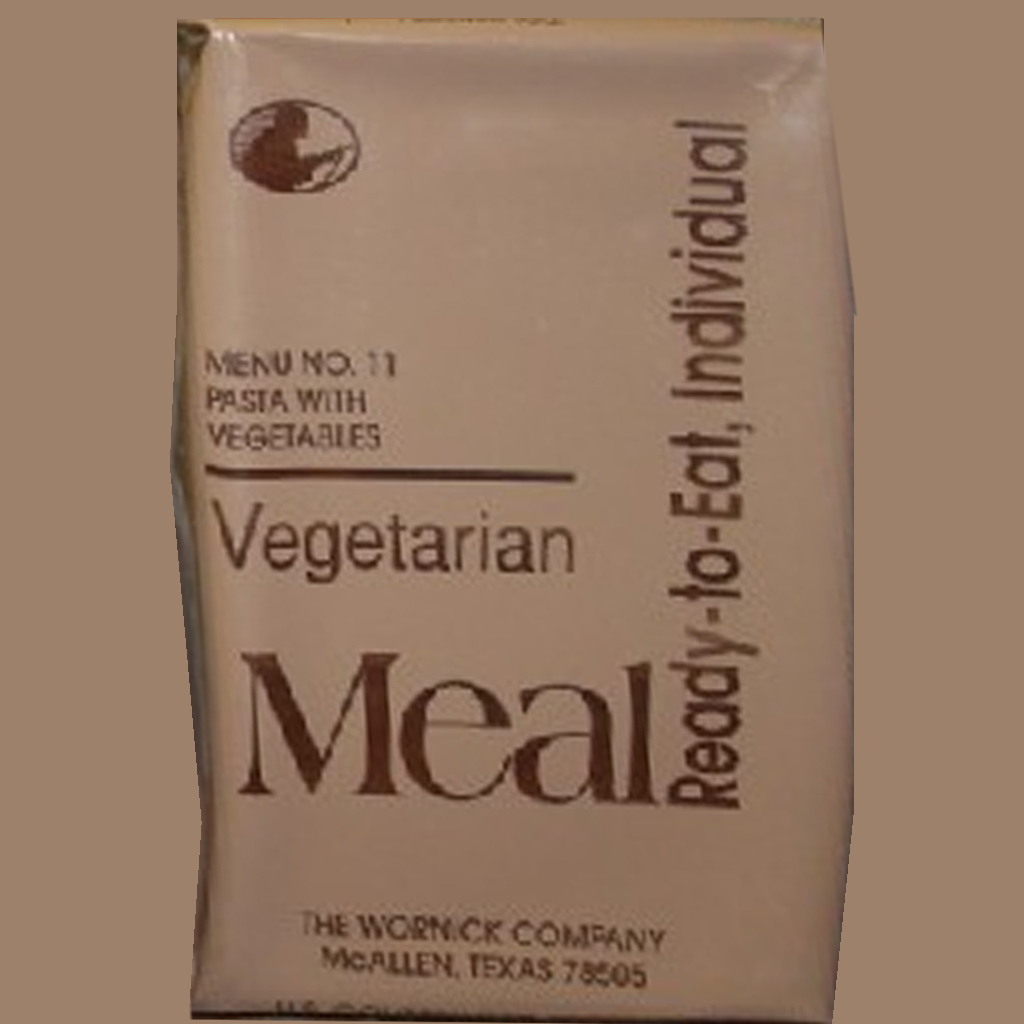 MENU NO. 11
PASTA WITH
VEGETABLES
Vegetarian
Meal
Ready-to-Eat, Individual
THE WORNICK COMPANY
McALLEN, TEXAS 78505